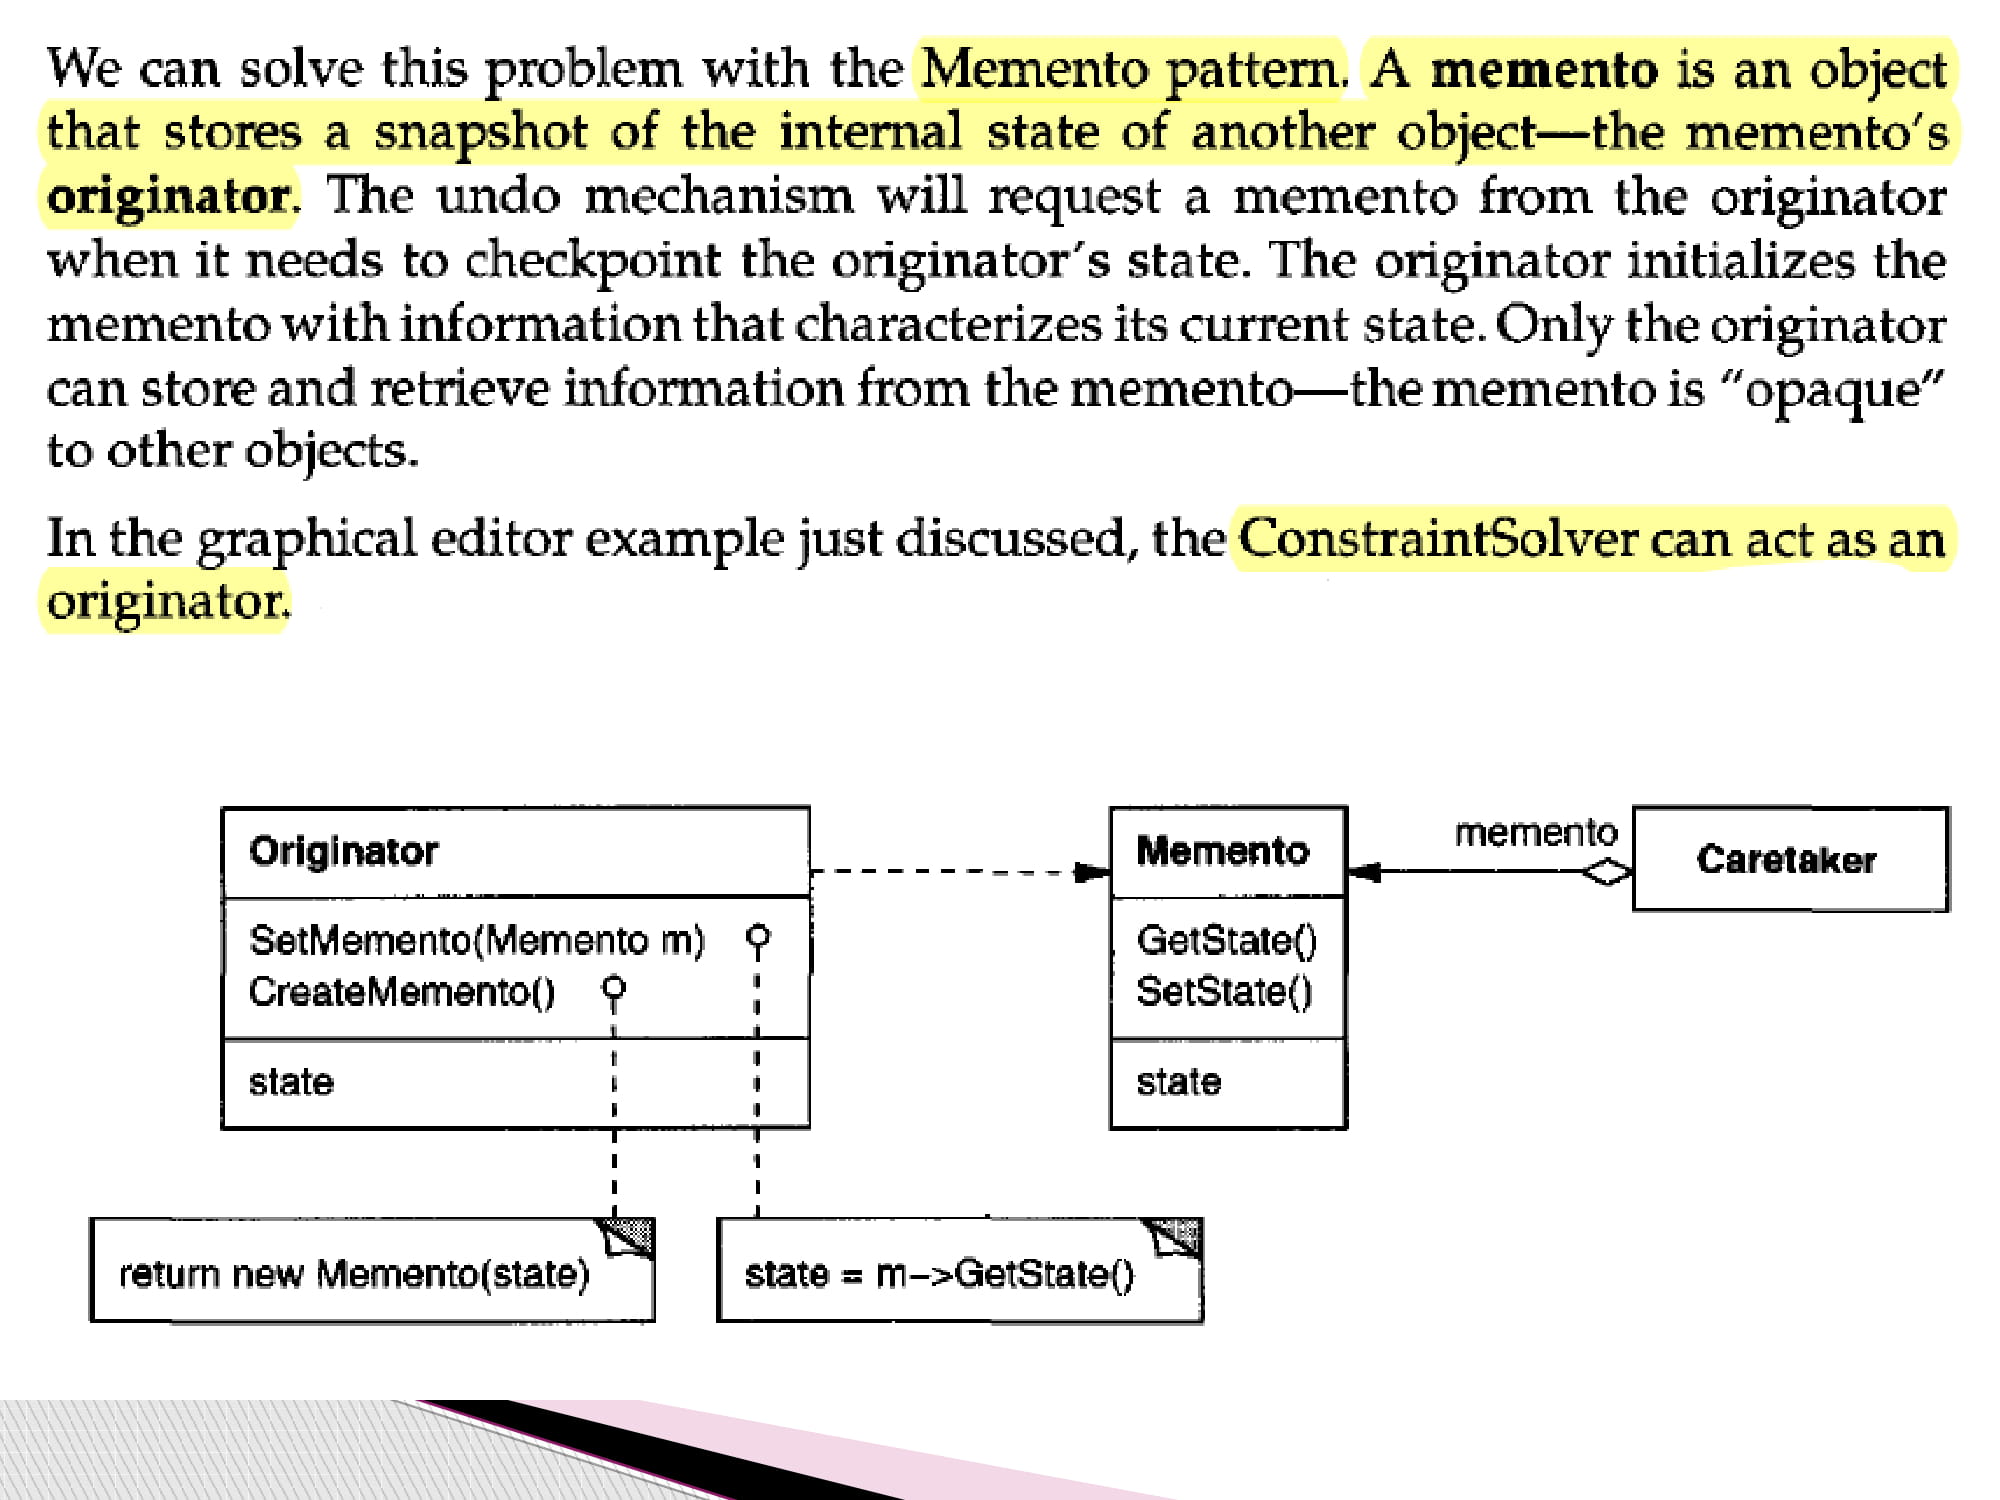 We can solve this problem with the Memento pattern. A memento is an object
that stores a snapshot of the internal state of another object—the memento's
originator. The undo mechanism will request a memento from the originator
when it needs to checkpoint the originator's state. The originator initializes the
memento with information that characterizes its current state. Only the originator
can store and retrieve information from the memento—the memento is “opaque”
to other objects.
In the graphical editor example just discussed, the ConstraintSolver can act as an
originator.
Originator
SetMemento(Memento m)
CreateMemento()
state
Memento
GetState()
SetState()
state
memento
Caretaker
return new Memento(state)
state = m->GetState()